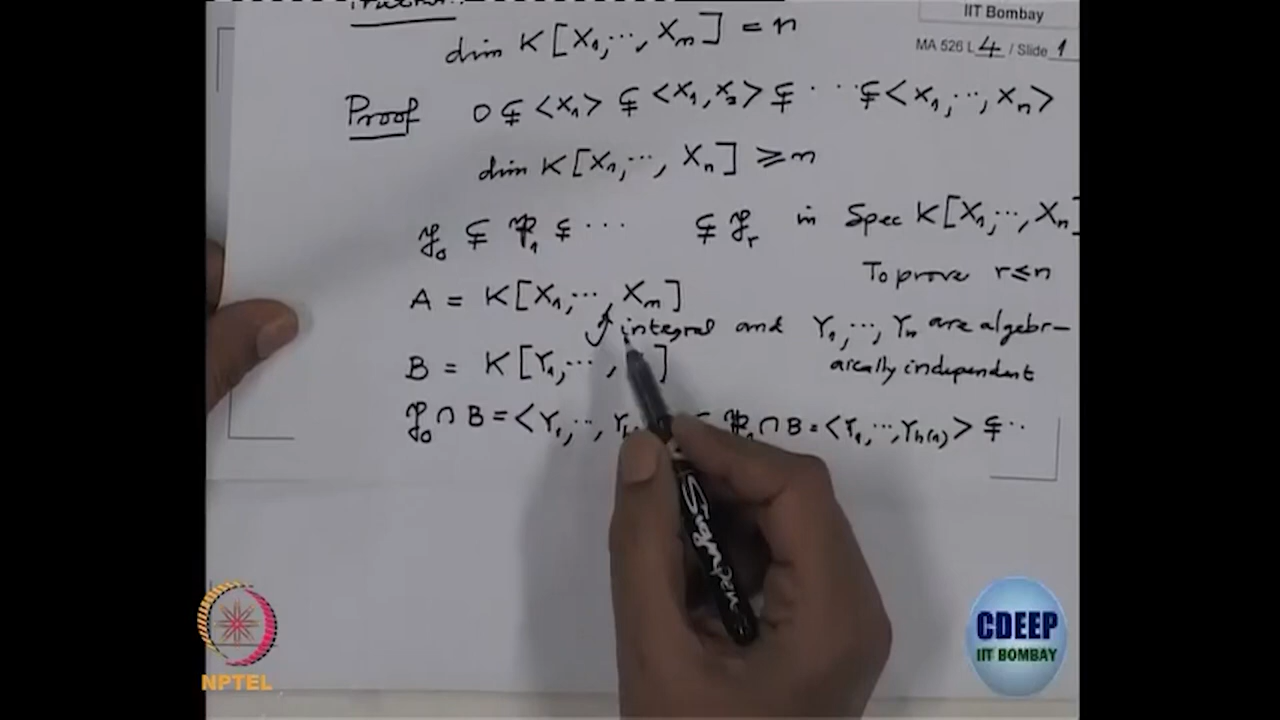 IIT Bombay
MA 526 L 4 / Slide 1
dim K[X₁,…, Xₙ] = n
Proof 0 ⊊ <X₁> ⊊ <X₁, X₂> ⊊ … ⊊ <X₁,…, Xₙ>
dim K[X₁,…, Xₙ] ≥ n
𝔭₀ ⊊ 𝔭₁ ⊊ … ⊊ 𝔭ᵣ in Spec K[X₁,…, Xₙ]
To prove r ≤ n
A = K[X₁,…, Xₙ]
integral and Y₁,…, Yₙ are algebr-
aically independent
B = K[Y₁,…, ]
𝔭₀ ∩ B = <Y₁,…, 𝔭₁ ∩ B = <Y₁,…, Yₕ₍₁₎> ⊊ ..
Signpen
NPTEL
CDEEP
IIT BOMBAY